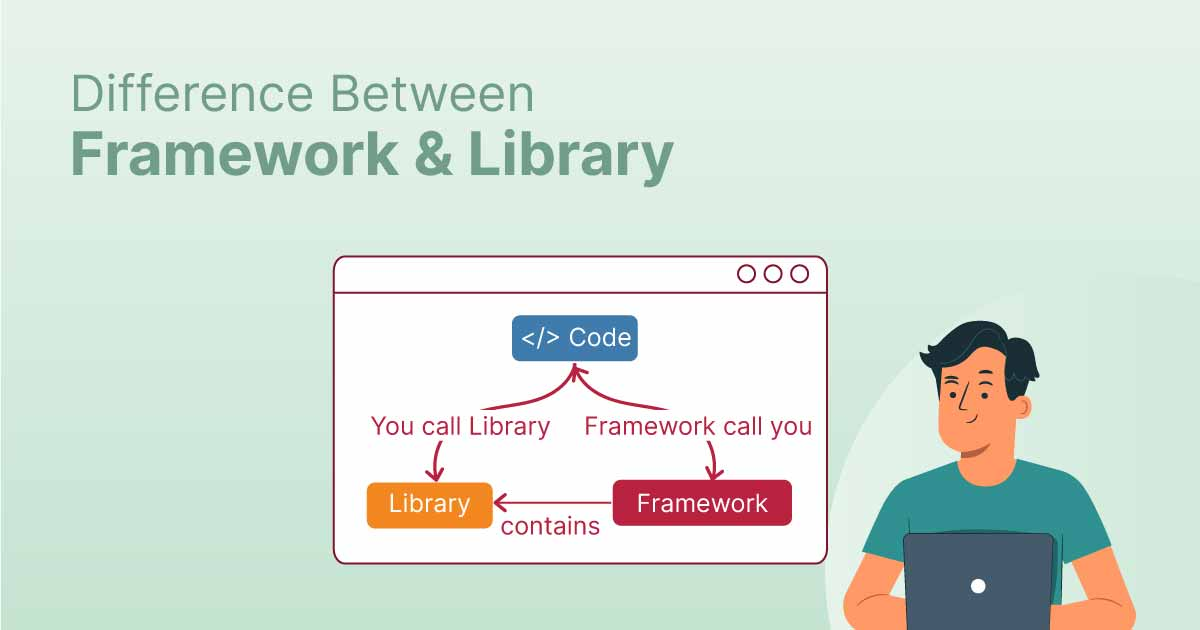 Difference Between
Framework & Library
</> Code
You call Library
Framework call you
Library
Framework
contains